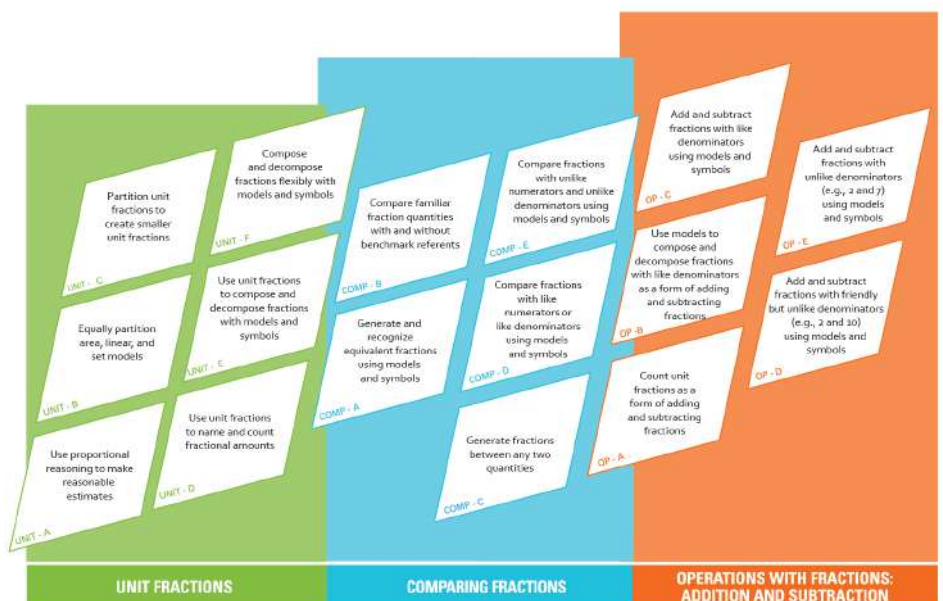 Partition unit
fractions to
create smaller
unit fractions
UNIT - C
Compose
and decompose
fractions flexibly with
models and symbols
UNIT - F
Equally partition
area, linear, and
set models
UNIT - B
Use unit fractions
to compose and
decompose fractions
with models and
symbols
UNIT - E
Use proportional
reasoning to make
reasonable
estimates
UNIT - A
Use unit fractions
to name and count
fractional amounts
UNIT - D
UNIT FRACTIONS
Compare familiar
fraction quantities
with and without
benchmark referents
COMP - B
Compare fractions
with unlike
numerators and unlike
denominators using
models and symbols
COMP - E
Generate and
recognize
equivalent fractions
using models
and symbols
COMP - A
Compare fractions
with like
numerators or
like denominators
using models
and symbols
COMP - D
Generate fractions
between any two
quantities
COMP - C
COMPARING FRACTIONS
Add and subtract
fractions with like
denominators
using models and
symbols
OP - C
Add and subtract
fractions with
unlike denominators
(e.g., 2 and 7)
using models
and symbols
OP - E
Use models to
compose and
decompose fractions
with like denominators
as a form of adding
and subtracting
fractions
OP -B
Add and subtract
fractions with friendly
but unlike denominators
(e.g., 2 and 10)
using models and
symbols
OP - D
Count unit
fractions as a
form of adding
and subtracting
fractions
OP - A
OPERATIONS WITH FRACTIONS:
ADDITION AND SUBTRACTION